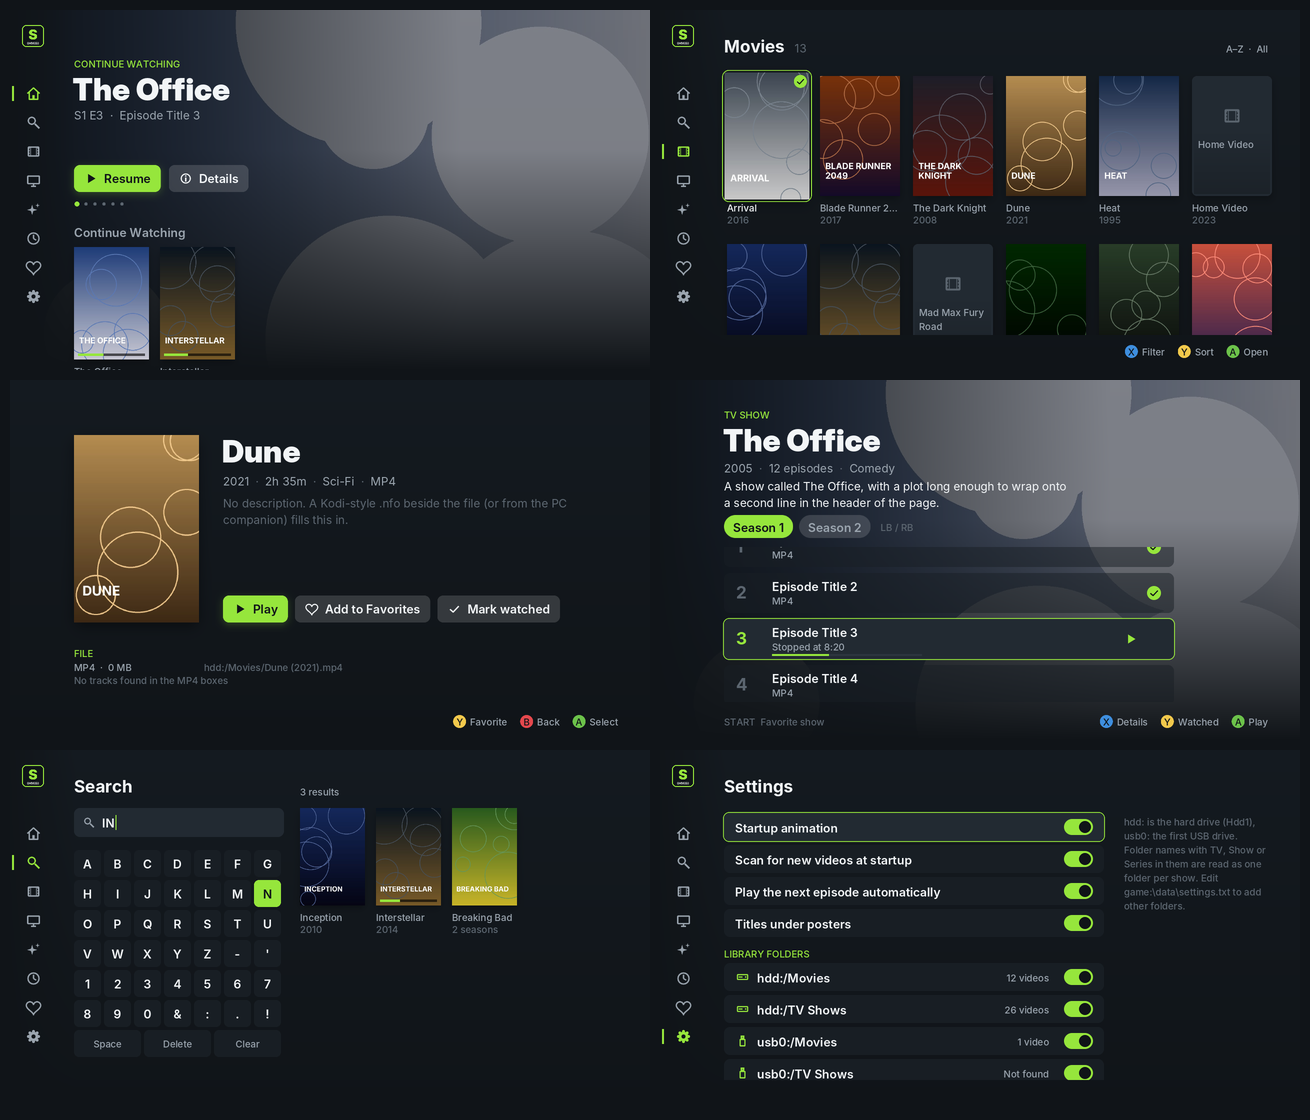 S
CONTINUE WATCHING
The Office
S1 E3 · Episode Title 3
Resume
Details
Continue Watching
THE OFFICE
INTERSTELLAR
S
Movies 13
A–Z · All
ARRIVAL
BLADE RUNNER
2049
THE DARK
KNIGHT
DUNE
HEAT
Home Video
Arrival
2016
Blade Runner 2...
2017
The Dark Knight
2008
Dune
2021
Heat
1995
Home Video
2023
Mad Max Fury
Road
X Filter
Y Sort
A Open
DUNE
Dune
2021 · 2h 35m · Sci-Fi · MP4
No description. A Kodi-style .nfo beside the file (or from the PC
companion) fills this in.
Play
Add to Favorites
Mark watched
FILE
MP4 · 0 MB
hdd:/Movies/Dune (2021).mp4
No tracks found in the MP4 boxes
Y Favorite
B Back
A Select
TV SHOW
The Office
2005 · 12 episodes · Comedy
A show called The Office, with a plot long enough to wrap onto
a second line in the header of the page.
Season 1
Season 2
LB / RB
MP4
2
Episode Title 2
MP4
3
Episode Title 3
Stopped at 8:20
4
Episode Title 4
MP4
START Favorite show
X Details
Y Watched
A Play
S
Search
IN
A B C D E F G
H I J K L M N
O P Q R S T U
V W X Y Z - '
1 2 3 4 5 6 7
8 9 0 & : . !
Space
Delete
Clear
3 results
INCEPTION
INTERSTELLAR
BREAKING BAD
Inception
2010
Interstellar
2014
Breaking Bad
2 seasons
S
Settings
Startup animation
Scan for new videos at startup
Play the next episode automatically
Titles under posters
LIBRARY FOLDERS
hdd:/Movies
12 videos
hdd:/TV Shows
26 videos
usb0:/Movies
1 video
usb0:/TV Shows
Not found
hdd: is the hard drive (Hdd1),
usb0: the first USB drive.
Folder names with TV, Show or
Series in them are read as one
folder per show. Edit
game:\data\settings.txt to add
other folders.